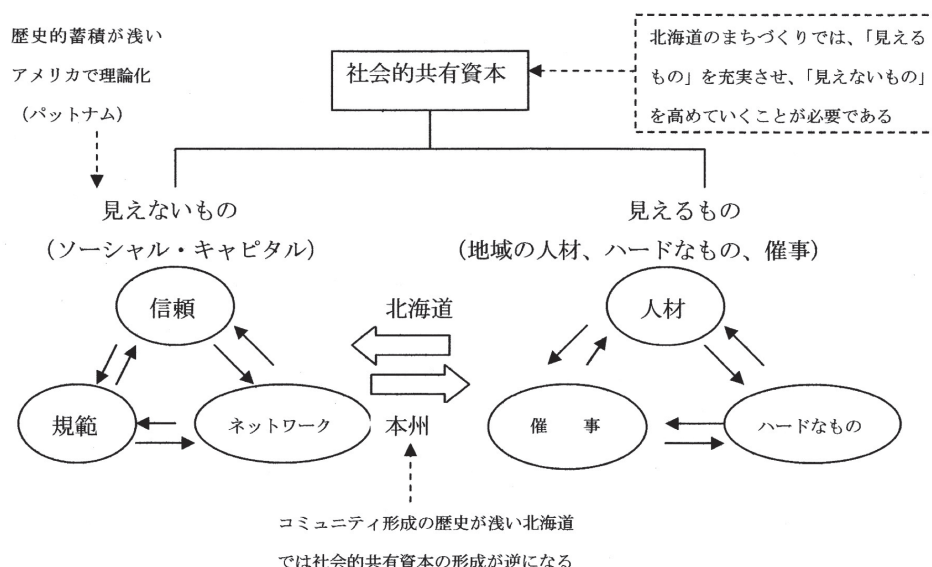 歴史的蓄積が浅い
アメリカで理論化
（パットナム）
社会的共有資本
北海道のまちづくりでは、「見える
もの」を充実させ、「見えないもの」
を高めていくことが必要である
見えないもの
（ソーシャル・キャピタル）
見えるもの
（地域の人材、ハードなもの、催事）
信頼
規範
ネットワーク
北海道
本州
人材
催　事
ハードなもの
コミュニティ形成の歴史が浅い北海道
では社会的共有資本の形成が逆になる